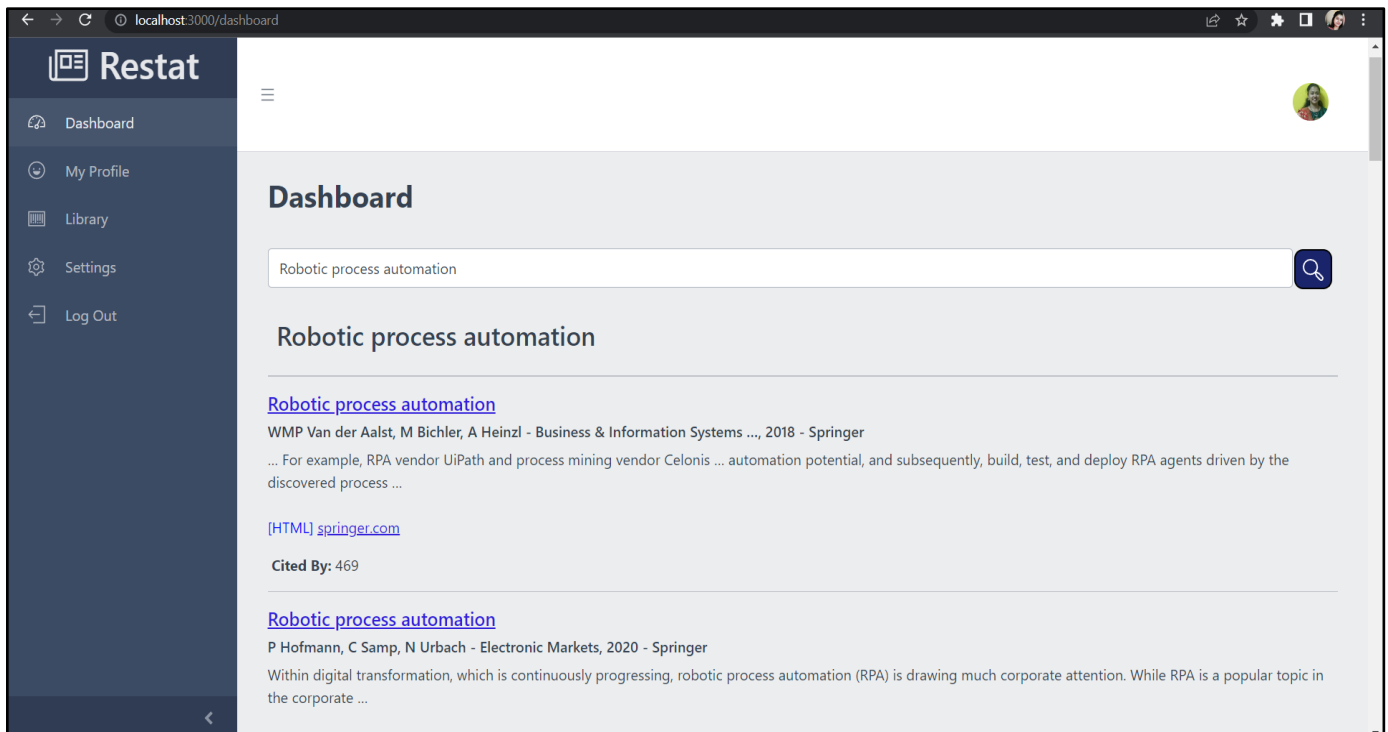 localhost:3000/dashboard
Restat
Dashboard
My Profile
Library
Settings
Log Out
Dashboard
Robotic process automation
Robotic process automation
Robotic process automation
WMP Van der Aalst, M Bichler, A Heinzl - Business & Information Systems …, 2018 - Springer
… For example, RPA vendor UiPath and process mining vendor Celonis … automation potential, and subsequently, build, test, and deploy RPA agents driven by the
discovered process …
[HTML] springer.com
Cited By: 469
Robotic process automation
P Hofmann, C Samp, N Urbach - Electronic Markets, 2020 - Springer
Within digital transformation, which is continuously progressing, robotic process automation (RPA) is drawing much corporate attention. While RPA is a popular topic in
the corporate …